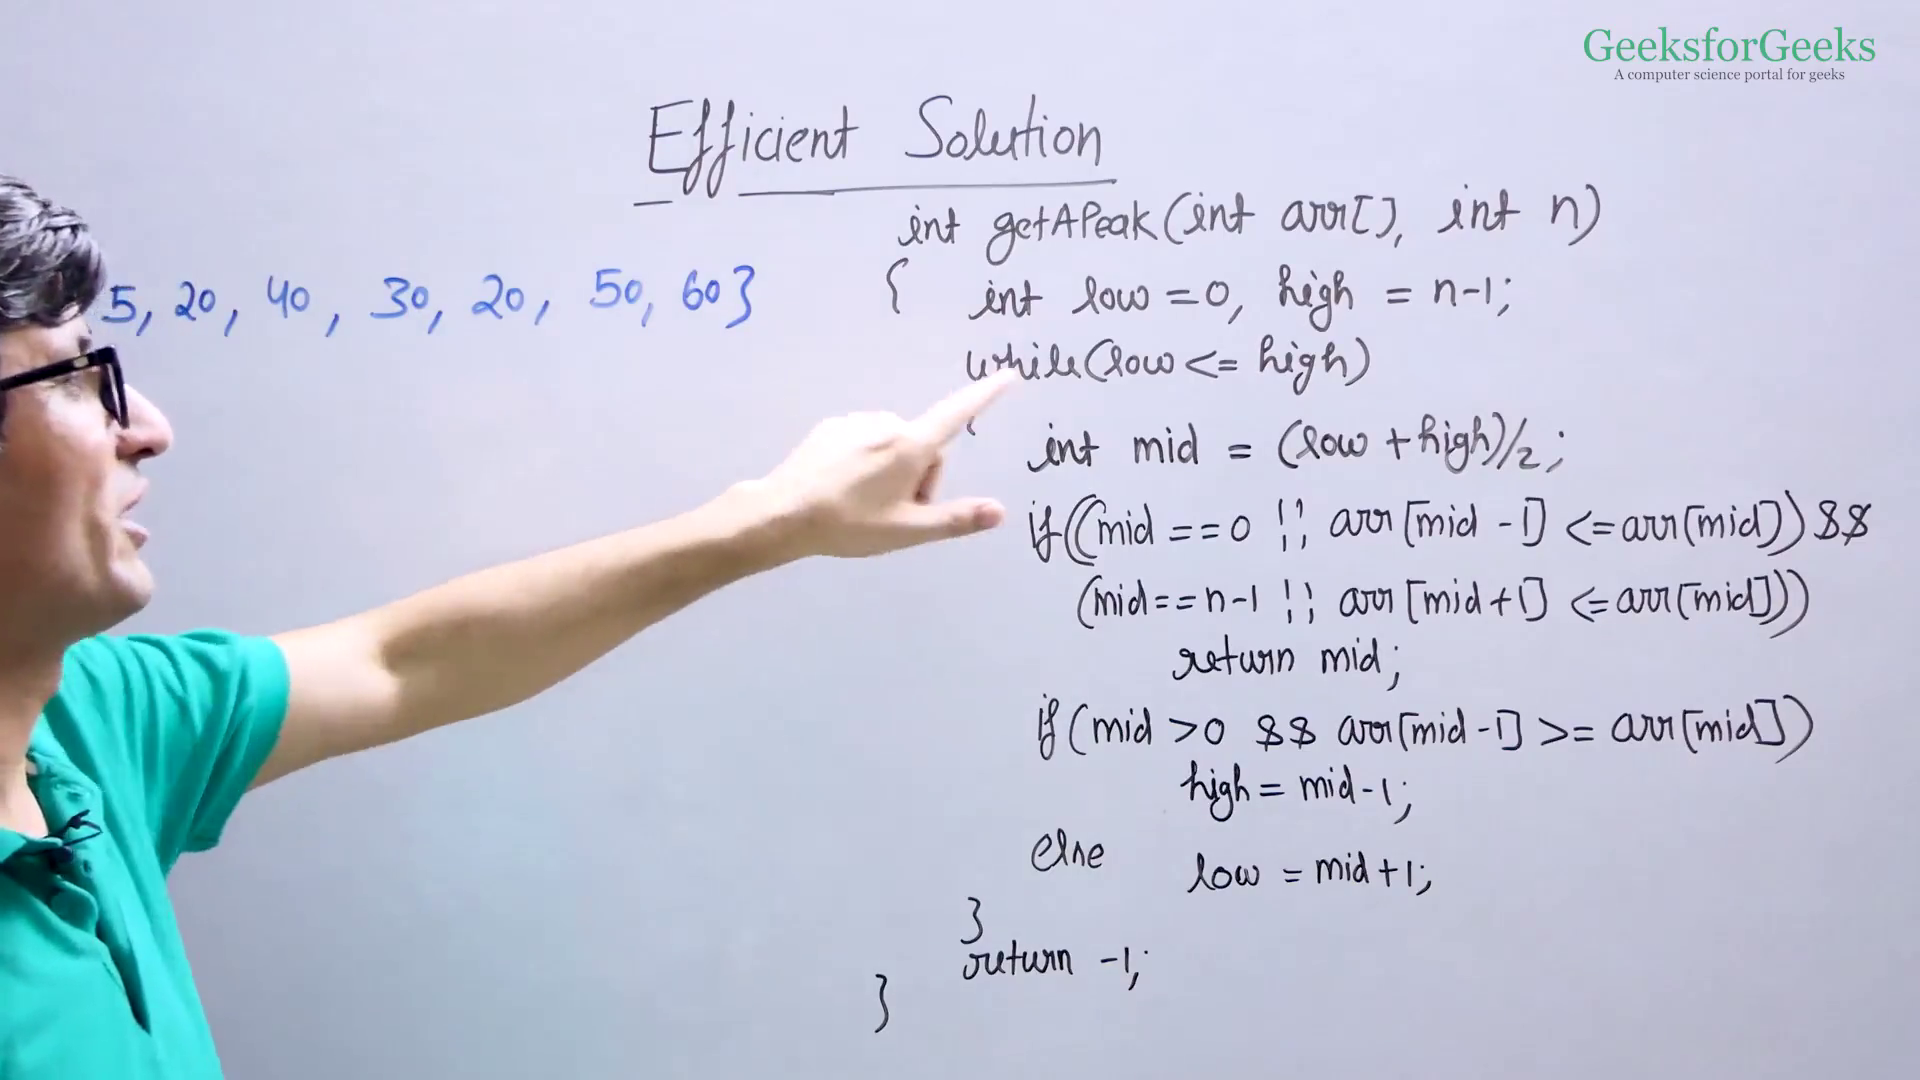 GeeksforGeeks
A computer science portal for geeks
Efficient Solution
int getAPeak(int arr[], int n)
5, 20, 40, 30, 20, 50, 60}
{ int low = 0, high = n-1;
while(low <= high)
{
int mid = (low + high)/2;
if((mid == 0 || arr[mid - 1] <= arr[mid]) &&
(mid == n-1 || arr[mid+1] <= arr[mid]))
return mid;
if(mid > 0 && arr[mid-1] >= arr[mid])
high = mid-1;
else low = mid+1;
}
return -1;
}